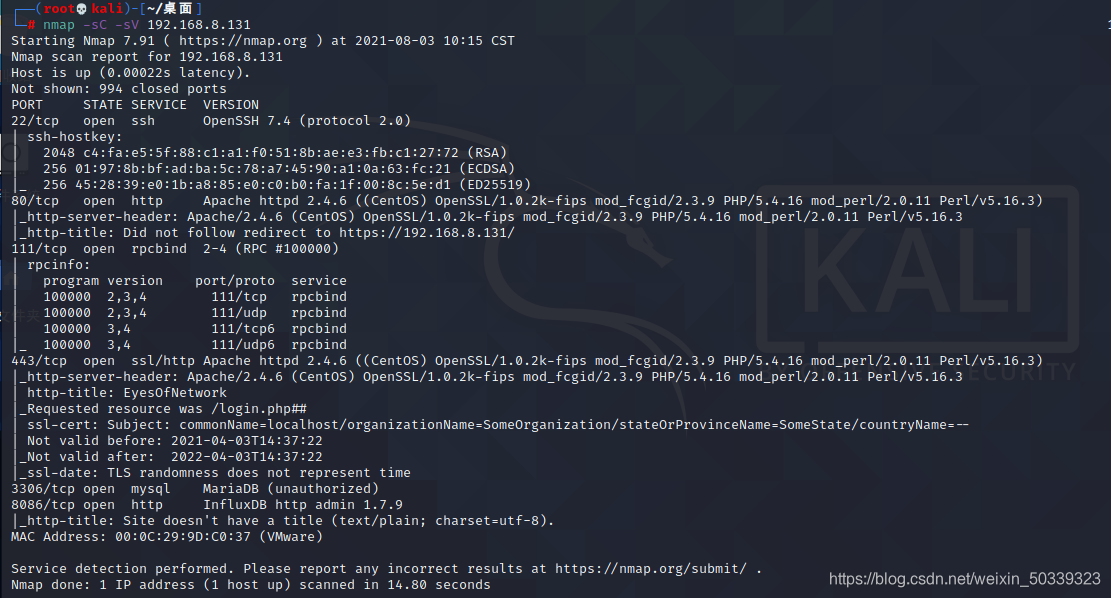 (root💀kali)-[~/桌面]
# nmap -sC -sV 192.168.8.131
Starting Nmap 7.91 ( https://nmap.org ) at 2021-08-03 10:15 CST
Nmap scan report for 192.168.8.131
Host is up (0.00022s latency).
Not shown: 994 closed ports
PORT     STATE SERVICE  VERSION
22/tcp   open  ssh      OpenSSH 7.4 (protocol 2.0)
| ssh-hostkey:
|   2048 c4:fa:e5:5f:88:c1:a1:f0:51:8b:ae:e3:fb:c1:27:72 (RSA)
|   256 01:97:8b:bf:ad:ba:5c:78:a7:45:90:a1:0a:63:fc:21 (ECDSA)
|_  256 45:28:39:e0:1b:a8:85:e0:c0:b0:fa:1f:00:8c:5e:d1 (ED25519)
80/tcp   open  http     Apache httpd 2.4.6 ((CentOS) OpenSSL/1.0.2k-fips mod_fcgid/2.3.9 PHP/5.4.16 mod_perl/2.0.11 Perl/v5.16.3)
|_http-server-header: Apache/2.4.6 (CentOS) OpenSSL/1.0.2k-fips mod_fcgid/2.3.9 PHP/5.4.16 mod_perl/2.0.11 Perl/v5.16.3
|_http-title: Did not follow redirect to https://192.168.8.131/
111/tcp  open  rpcbind  2-4 (RPC #100000)
| rpcinfo:
|   program version    port/proto  service
|   100000  2,3,4        111/tcp   rpcbind
|   100000  2,3,4        111/udp   rpcbind
|   100000  3,4          111/tcp6  rpcbind
|_  100000  3,4          111/udp6  rpcbind
443/tcp  open  ssl/http Apache httpd 2.4.6 ((CentOS) OpenSSL/1.0.2k-fips mod_fcgid/2.3.9 PHP/5.4.16 mod_perl/2.0.11 Perl/v5.16.3)
|_http-server-header: Apache/2.4.6 (CentOS) OpenSSL/1.0.2k-fips mod_fcgid/2.3.9 PHP/5.4.16 mod_perl/2.0.11 Perl/v5.16.3
| http-title: EyesOfNetwork
|_Requested resource was /login.php##
| ssl-cert: Subject: commonName=localhost/organizationName=SomeOrganization/stateOrProvinceName=SomeState/countryName=--
| Not valid before: 2021-04-03T14:37:22
|_Not valid after:  2022-04-03T14:37:22
|_ssl-date: TLS randomness does not represent time
3306/tcp open  mysql    MariaDB (unauthorized)
8086/tcp open  http     InfluxDB http admin 1.7.9
|_http-title: Site doesn't have a title (text/plain; charset=utf-8).
MAC Address: 00:0C:29:9D:C0:37 (VMware)
Service detection performed. Please report any incorrect results at https://nmap.org/submit/ .
Nmap done: 1 IP address (1 host up) scanned in 14.80 seconds
KALI
https://blog.csdn.net/weixin_50339323